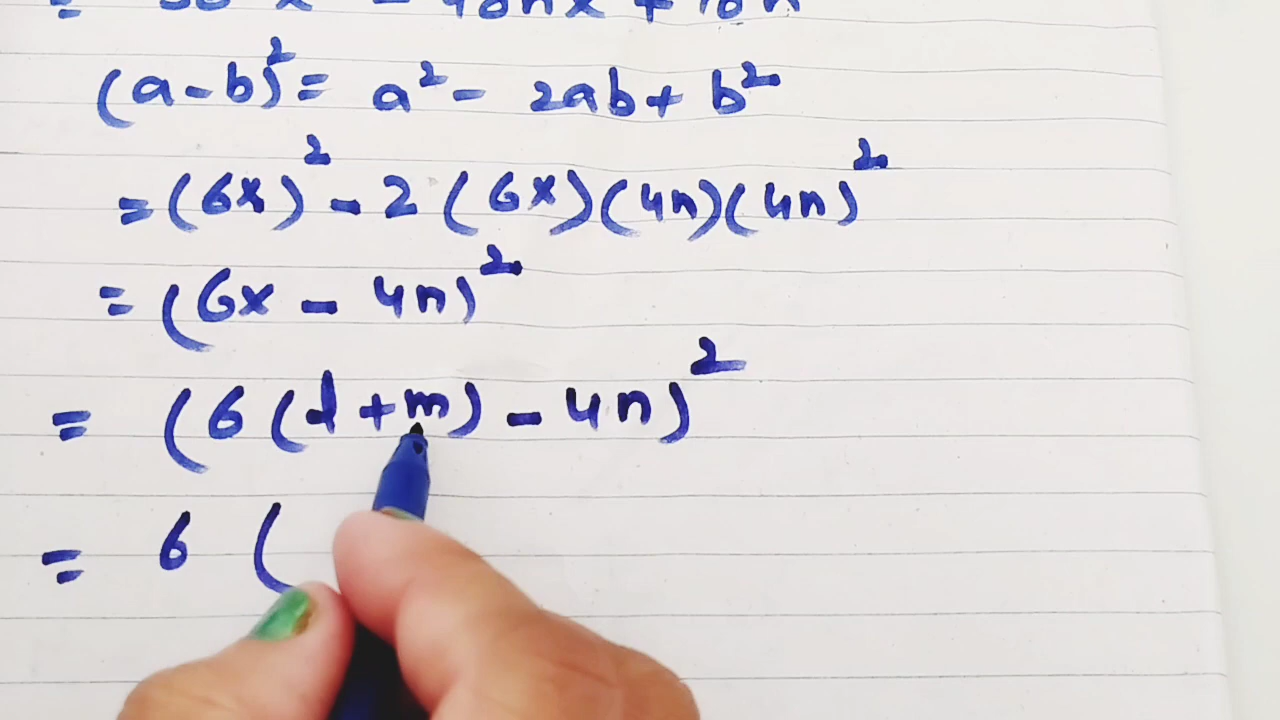 (a-b)² = a² - 2ab + b²
= (6x)² - 2 (6x)(4n)(4n)²
= (6x - 4n)²
= (6 (l + m) - 4n)²
= 6 (